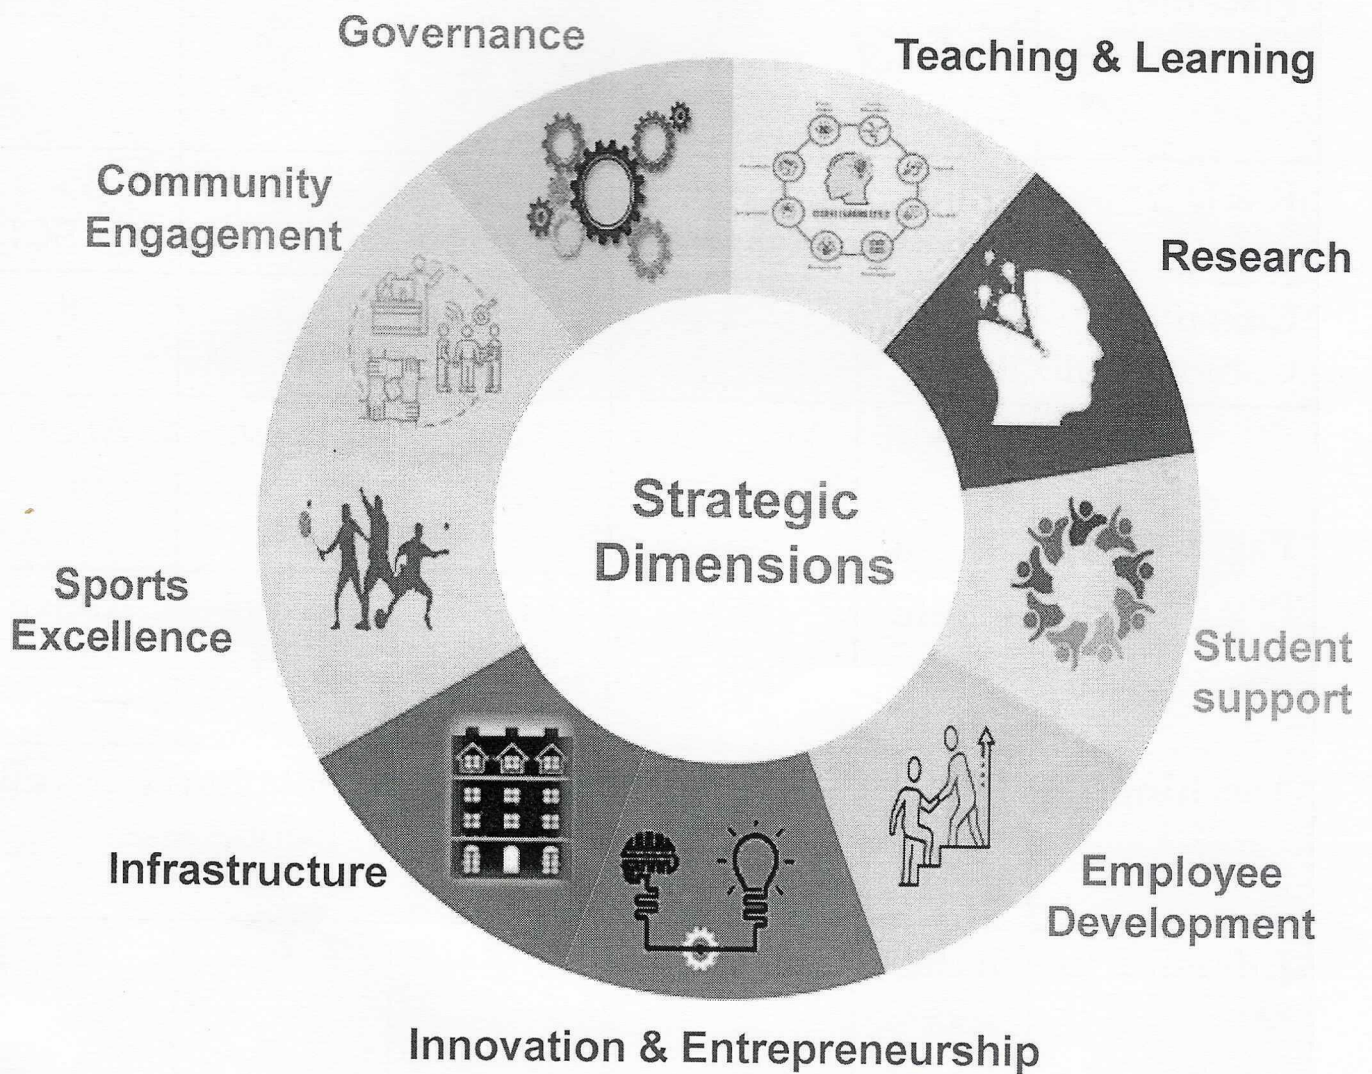 Governance
Teaching & Learning
Community
Engagement
Research
Strategic
Dimensions
Sports
Excellence
Student
support
Infrastructure
Employee
Development
Innovation & Entrepreneurship